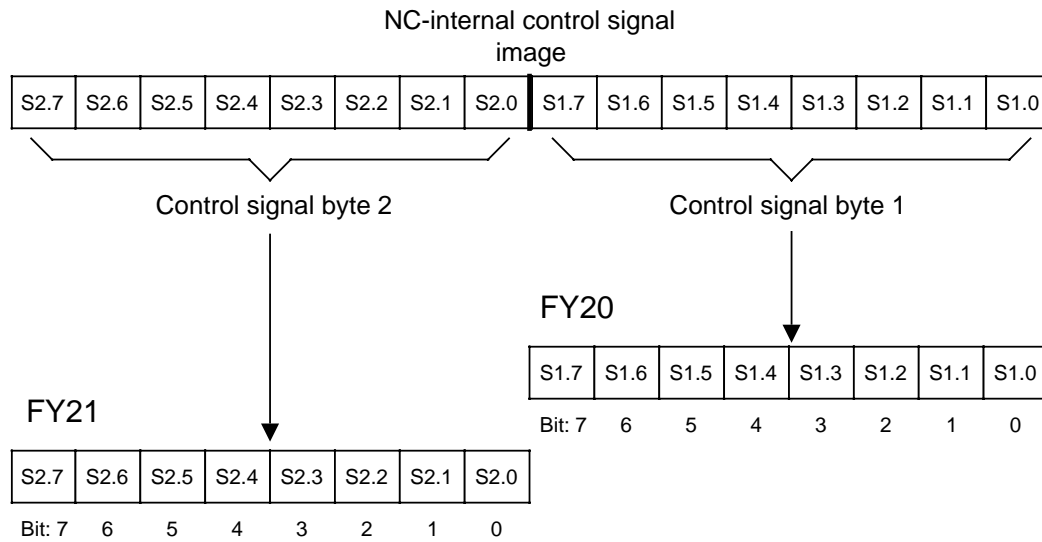 NC-internal control signal
image
S2.7 S2.6 S2.5 S2.4 S2.3 S2.2 S2.1 S2.0 S1.7 S1.6 S1.5 S1.4 S1.3 S1.2 S1.1 S1.0
Control signal byte 2 Control signal byte 1
FY20
S1.7 S1.6 S1.5 S1.4 S1.3 S1.2 S1.1 S1.0
Bit: 7 6 5 4 3 2 1 0
FY21
S2.7 S2.6 S2.5 S2.4 S2.3 S2.2 S2.1 S2.0
Bit: 7 6 5 4 3 2 1 0